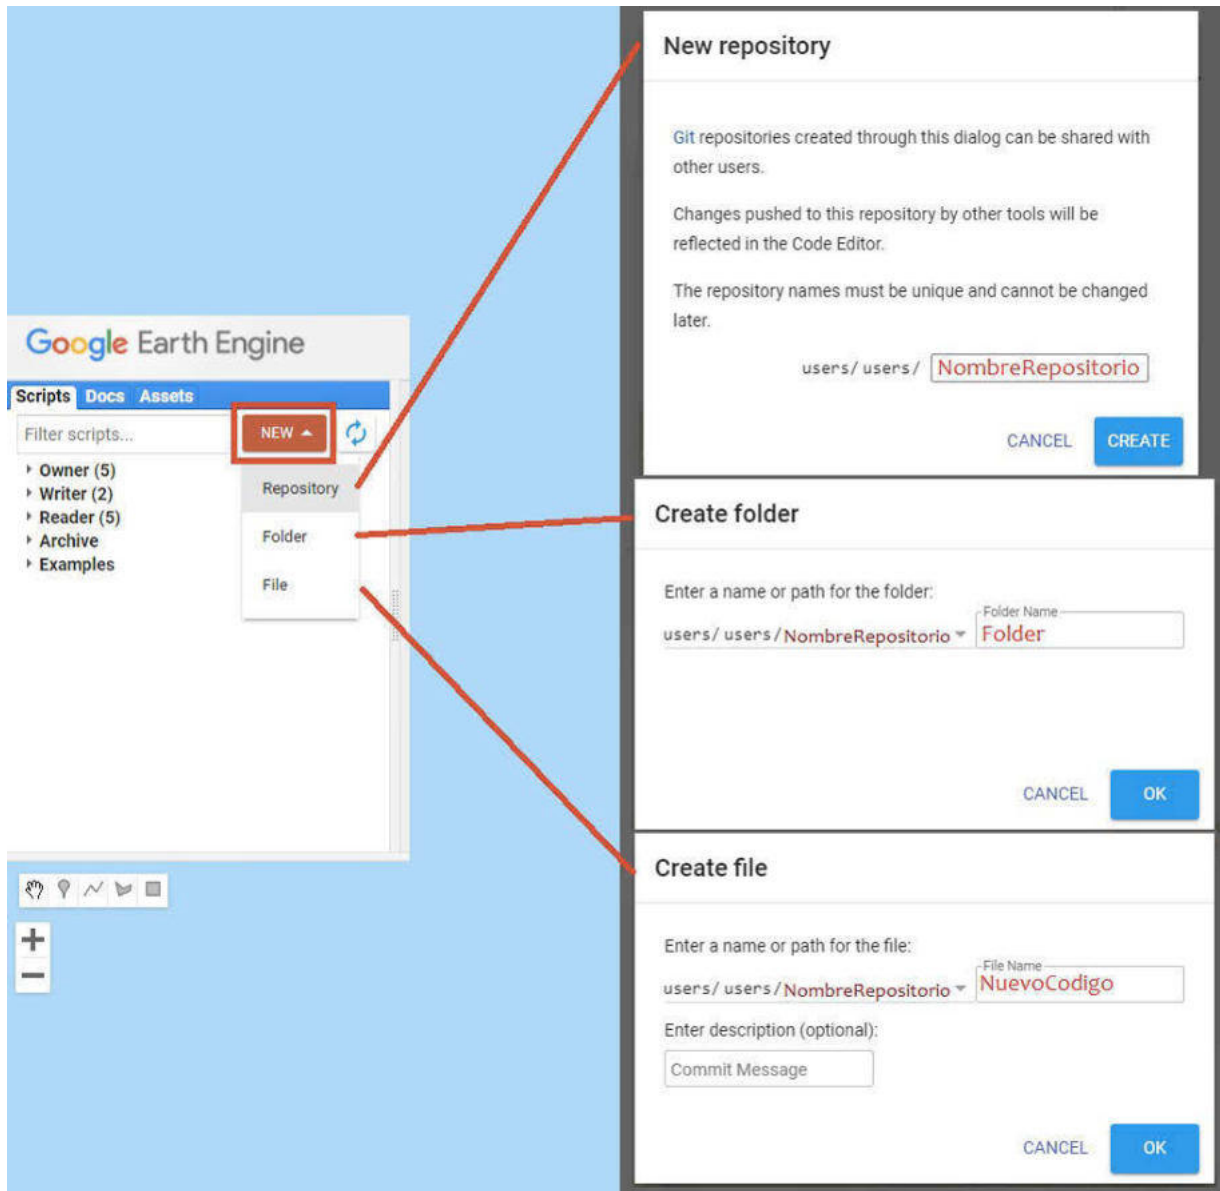 Google Earth Engine
Scripts Docs Assets
Filter scripts...
NEW
Owner (5)
Writer (2)
Reader (5)
Archive
Examples
Repository
Folder
File
New repository
Git repositories created through this dialog can be shared with
other users.
Changes pushed to this repository by other tools will be
reflected in the Code Editor.
The repository names must be unique and cannot be changed
later.
users/ users/ NombreRepositorio
CANCEL CREATE
Create folder
Enter a name or path for the folder:
Folder Name
users/ users/ NombreRepositorio Folder
CANCEL OK
Create file
Enter a name or path for the file:
File Name
users/ users/ NombreRepositorio NuevoCodigo
Enter description (optional):
Commit Message
CANCEL OK